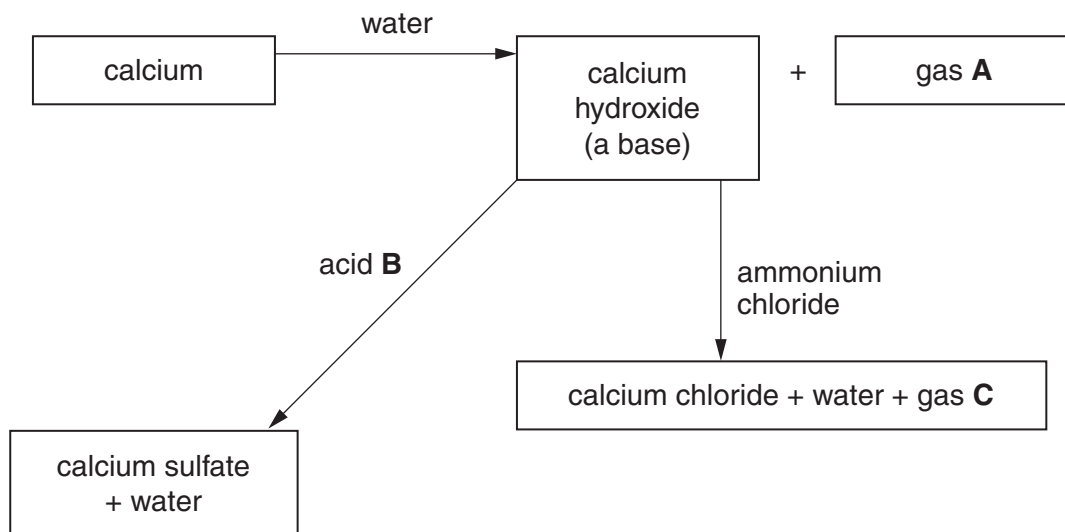 water
calcium
calcium
hydroxide
(a base)
+
gas A
acid B
ammonium
chloride
calcium chloride + water + gas C
calcium sulfate
+ water